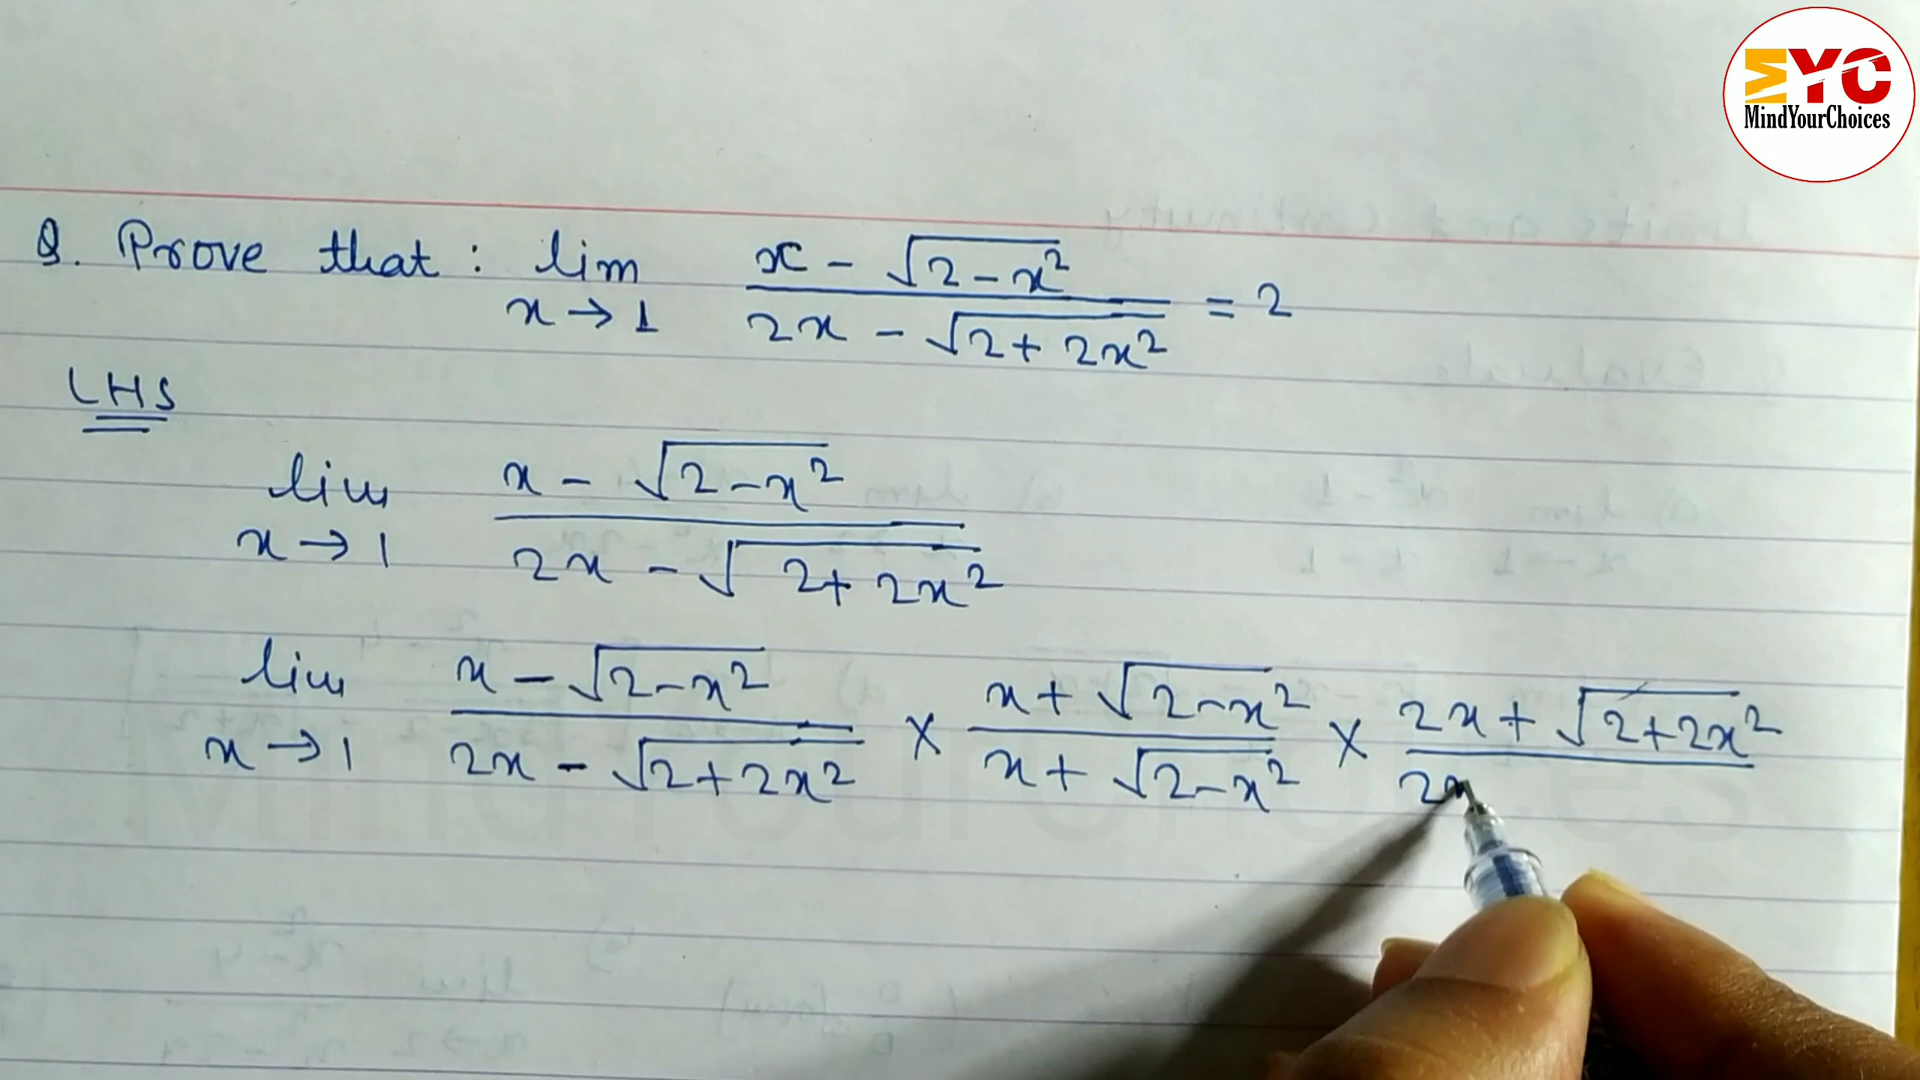 MYC
MindYourChoices
Q. Prove that : lim x→1 (x - √(2-x²)) / (2x - √(2+2x²)) = 2
LHS
lim x→1 (x - √(2-x²)) / (2x - √(2+2x²))
lim x→1 (x - √(2-x²)) / (2x - √(2+2x²)) × (x + √(2-x²)) / (x + √(2-x²)) × (2x + √(2+2x²)) / 2x